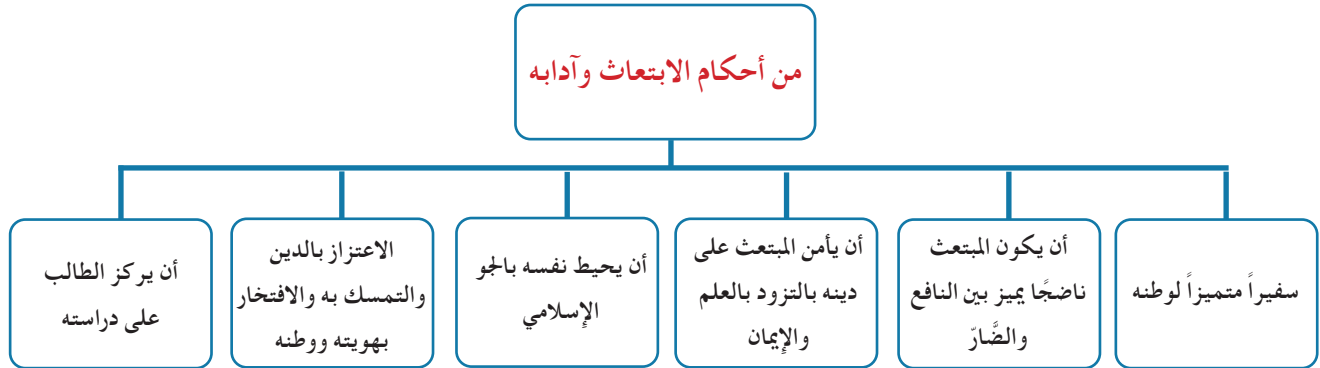 من أحكام الابتعاث وآدابه
سفيراً متميزاً لوطنه
أن يكون المبتعث
ناضجًا يميز بين النافع
والضَّارّ
أن يأمن المبتعث على
دينه بالتزود بالعلم
والإيمان
أن يحيط نفسه بالجو
الإسلامي
الاعتزاز بالدين
والتمسك به والافتخار
بهويته ووطنه
أن يركز الطالب
على دراسته